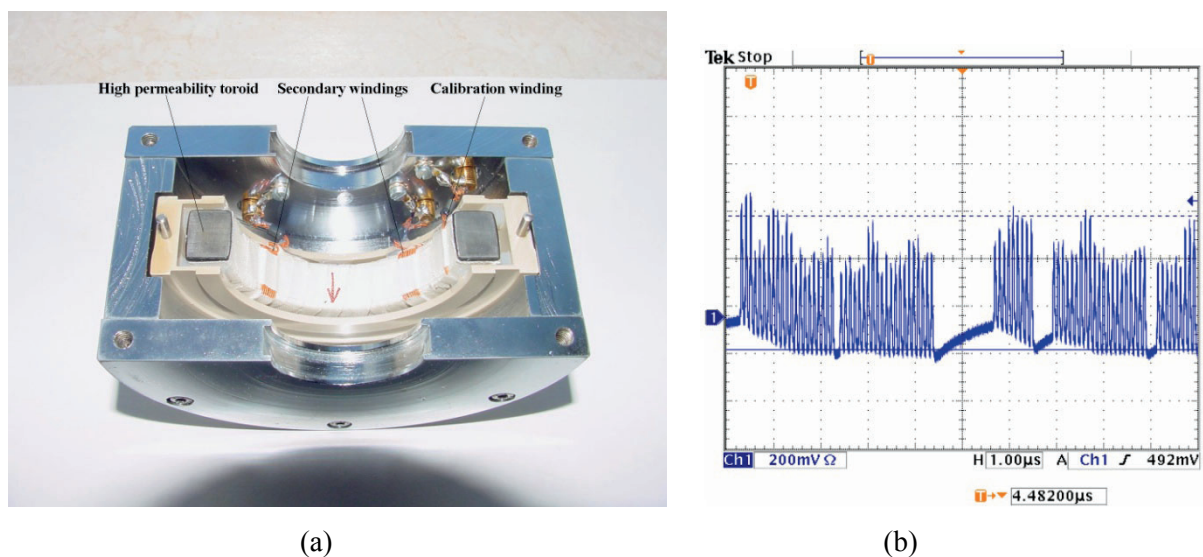 High permeability toroid Secondary windings Calibration winding
Tek Stop
T
T
1
Ch1 200mV Ω H 1.00µs A Ch1 ʃ 492mV
T→▼ 4.48200µs
(a) (b)